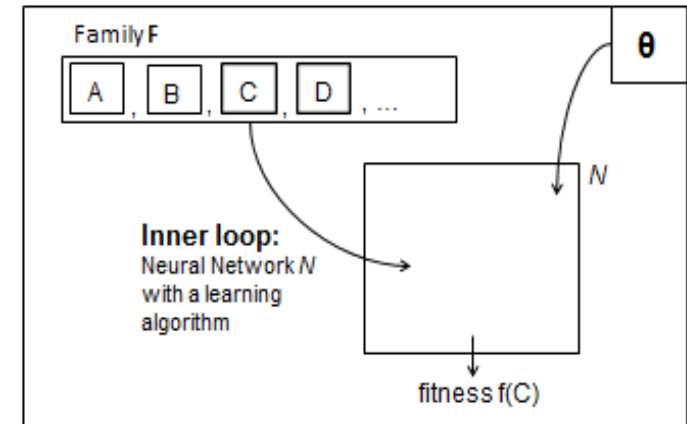 Family F
θ
A , B , C , D , ...
N
Inner loop:
Neural Network N
with a learning
algorithm
fitness f(C)